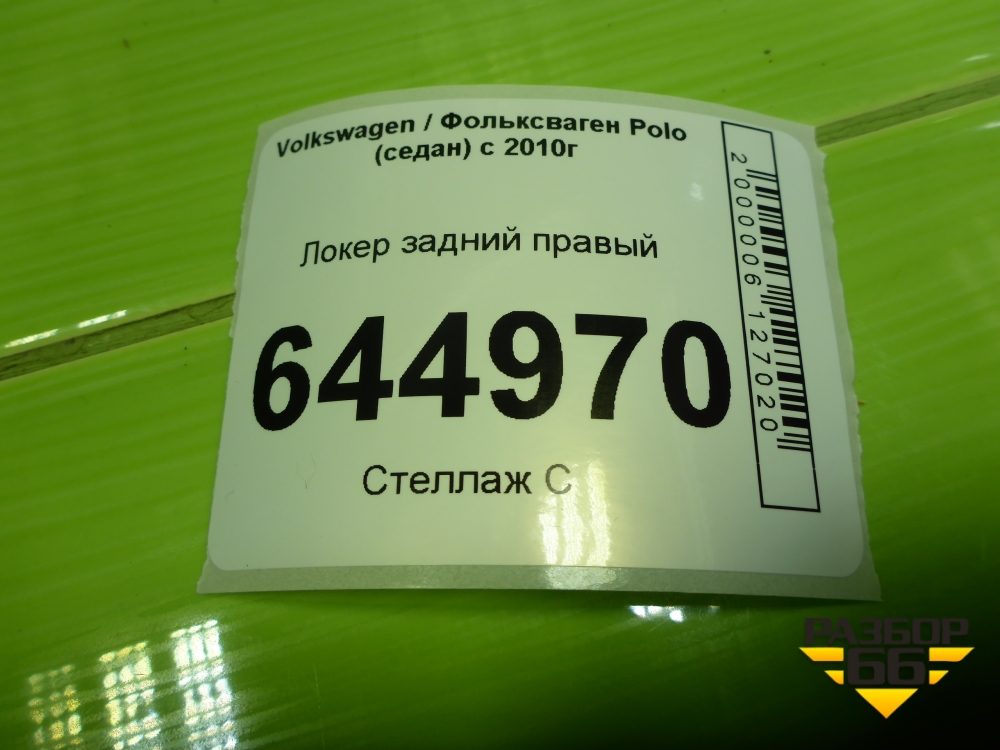 Volkswagen / Фольксваген Polo
(седан) с 2010г
Локер задний правый
644970
Стеллаж С
2000006127020
РАЗБОР
66